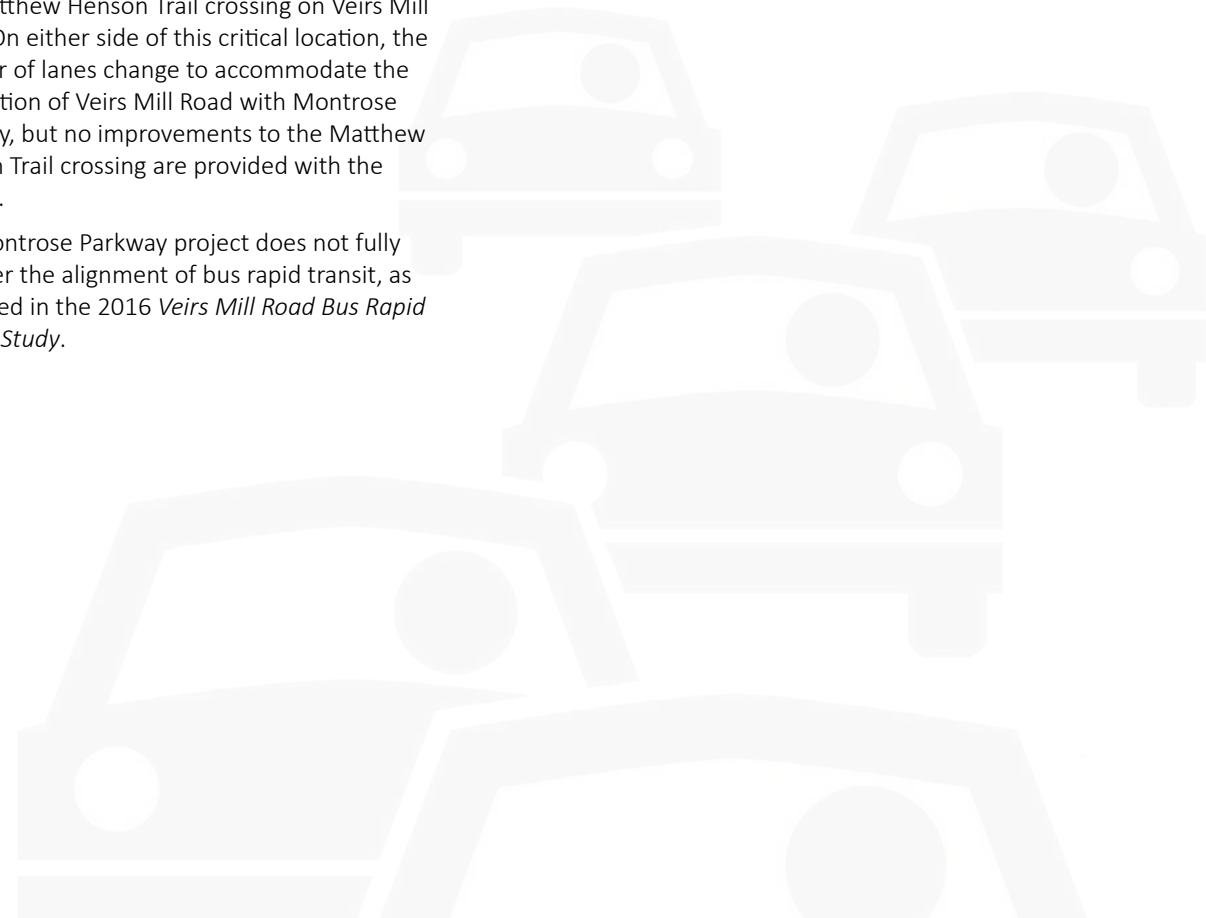 tthew Henson Trail crossing on Veirs Mill
On either side of this critical location, the
r of lanes change to accommodate the
tion of Veirs Mill Road with Montrose
y, but no improvements to the Matthew
n Trail crossing are provided with the
.
ontrose Parkway project does not fully
er the alignment of bus rapid transit, as
ed in the 2016 Veirs Mill Road Bus Rapid
Study.